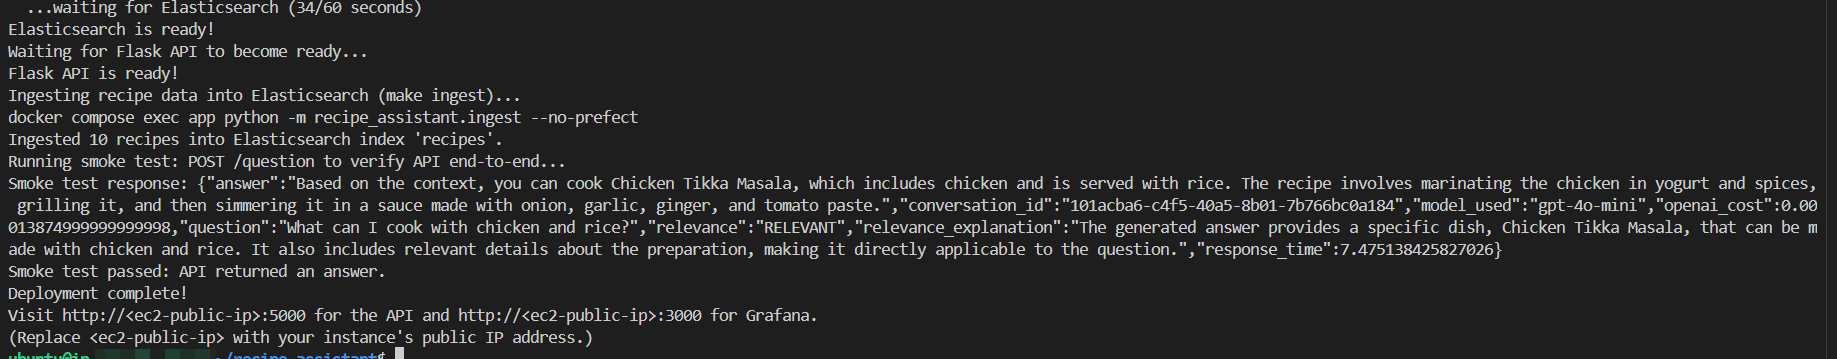 ...waiting for Elasticsearch (34/60 seconds)
Elasticsearch is ready!
Waiting for Flask API to become ready...
Flask API is ready!
Ingesting recipe data into Elasticsearch (make ingest)...
docker compose exec app python -m recipe_assistant.ingest --no-prefect
Ingested 10 recipes into Elasticsearch index 'recipes'.
Running smoke test: POST /question to verify API end-to-end...
Smoke test response: {"answer":"Based on the context, you can cook Chicken Tikka Masala, which includes chicken and is served with rice. The recipe involves marinating the chicken in yogurt and spices,
grilling it, and then simmering it in a sauce made with onion, garlic, ginger, and tomato paste.","conversation_id":"101acba6-c4f5-40a5-8b01-7b766bc0a184","model_used":"gpt-4o-mini","openai_cost":0.00
013874999999999998,"question":"What can I cook with chicken and rice?","relevance":"RELEVANT","relevance_explanation":"The generated answer provides a specific dish, Chicken Tikka Masala, that can be m
ade with chicken and rice. It also includes relevant details about the preparation, making it directly applicable to the question.","response_time":7.475138425827026}
Smoke test passed: API returned an answer.
Deployment complete!
Visit http://<ec2-public-ip>:5000 for the API and http://<ec2-public-ip>:3000 for Grafana.
(Replace <ec2-public-ip> with your instance's public IP address.)